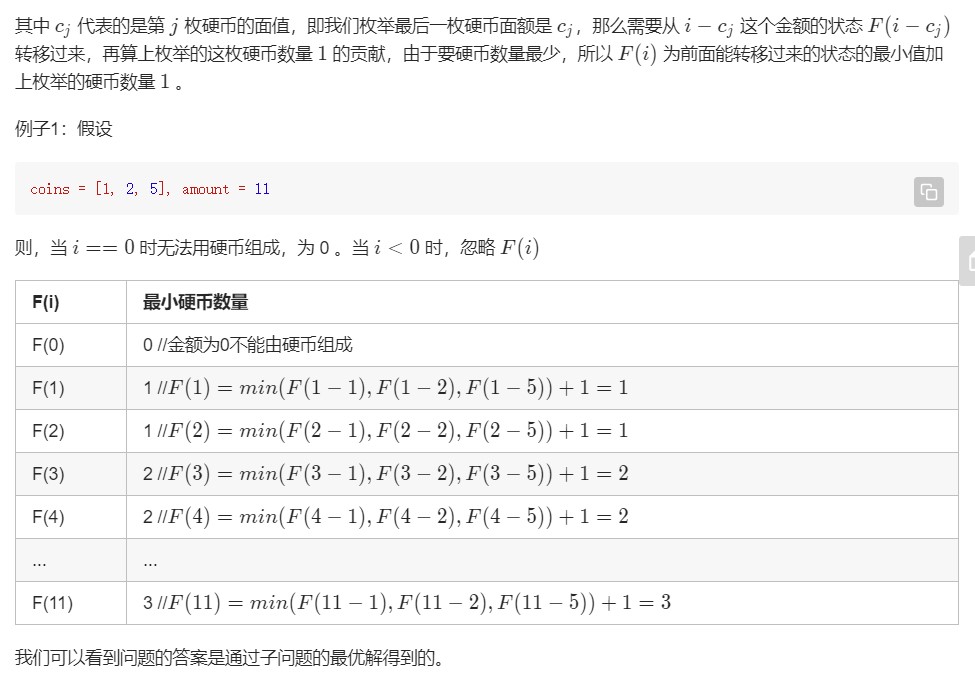 其中 cj 代表的是第 j 枚硬币的面值，即我们枚举最后一枚硬币面额是 cj，那么需要从 i − cj 这个金额的状态 F(i − cj)
转移过来，再算上枚举的这枚硬币数量 1 的贡献，由于要硬币数量最少，所以 F(i) 为前面能转移过来的状态的最小值加
上枚举的硬币数量 1 。
例子1：假设
coins = [1, 2, 5], amount = 11
则，当 i == 0 时无法用硬币组成，为 0 。当 i < 0 时，忽略 F(i)
F(i) 最小硬币数量
F(0) 0 //金额为0不能由硬币组成
F(1) 1 //F(1) = min(F(1 − 1), F(1 − 2), F(1 − 5)) + 1 = 1
F(2) 1 //F(2) = min(F(2 − 1), F(2 − 2), F(2 − 5)) + 1 = 1
F(3) 2 //F(3) = min(F(3 − 1), F(3 − 2), F(3 − 5)) + 1 = 2
F(4) 2 //F(4) = min(F(4 − 1), F(4 − 2), F(4 − 5)) + 1 = 2
... ...
F(11) 3 //F(11) = min(F(11 − 1), F(11 − 2), F(11 − 5)) + 1 = 3
我们可以看到问题的答案是通过子问题的最优解得到的。